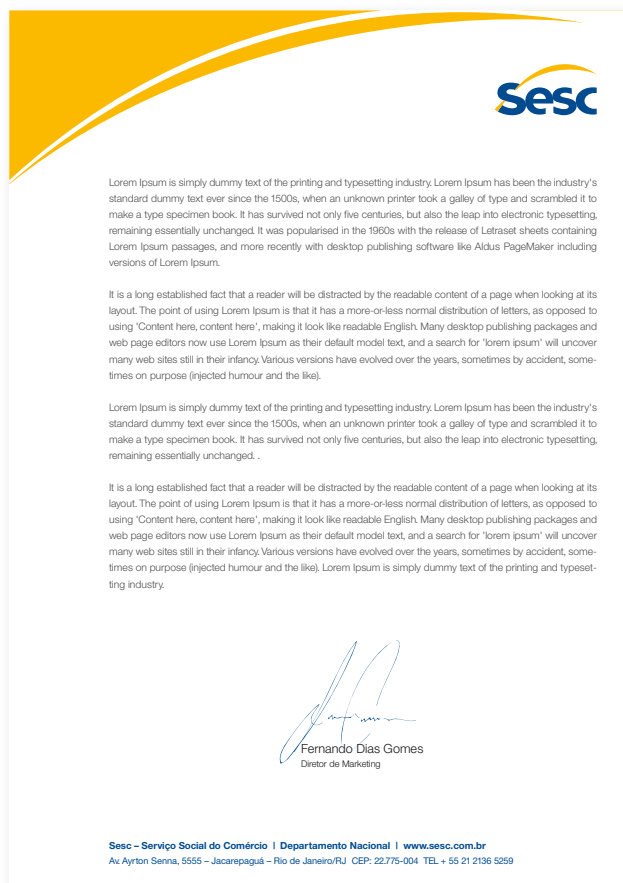 Sesc
Lorem Ipsum is simply dummy text of the printing and typesetting industry. Lorem Ipsum has been the industry's
standard dummy text ever since the 1500s, when an unknown printer took a galley of type and scrambled it to
make a type specimen book. It has survived not only five centuries, but also the leap into electronic typesetting,
remaining essentially unchanged. It was popularised in the 1960s with the release of Letraset sheets containing
Lorem Ipsum passages, and more recently with desktop publishing software like Aldus PageMaker including
versions of Lorem Ipsum.
It is a long established fact that a reader will be distracted by the readable content of a page when looking at its
layout. The point of using Lorem Ipsum is that it has a more-or-less normal distribution of letters, as opposed to
using 'Content here, content here', making it look like readable English. Many desktop publishing packages and
web page editors now use Lorem Ipsum as their default model text, and a search for 'lorem ipsum' will uncover
many web sites still in their infancy. Various versions have evolved over the years, sometimes by accident, some-
times on purpose (injected humour and the like).
Lorem Ipsum is simply dummy text of the printing and typesetting industry. Lorem Ipsum has been the industry's
standard dummy text ever since the 1500s, when an unknown printer took a galley of type and scrambled it to
make a type specimen book. It has survived not only five centuries, but also the leap into electronic typesetting,
remaining essentially unchanged. .
It is a long established fact that a reader will be distracted by the readable content of a page when looking at its
layout. The point of using Lorem Ipsum is that it has a more-or-less normal distribution of letters, as opposed to
using 'Content here, content here', making it look like readable English. Many desktop publishing packages and
web page editors now use Lorem Ipsum as their default model text, and a search for 'lorem ipsum' will uncover
many web sites still in their infancy. Various versions have evolved over the years, sometimes by accident, some-
times on purpose (injected humour and the like). Lorem Ipsum is simply dummy text of the printing and typeset-
ting industry.
Fernando Dias Gomes
Diretor de Marketing
Sesc – Serviço Social do Comércio | Departamento Nacional | www.sesc.com.br
Av. Ayrton Senna, 5555 – Jacarepaguá – Rio de Janeiro/RJ CEP: 22.775-004 TEL + 55 21 2136 5259